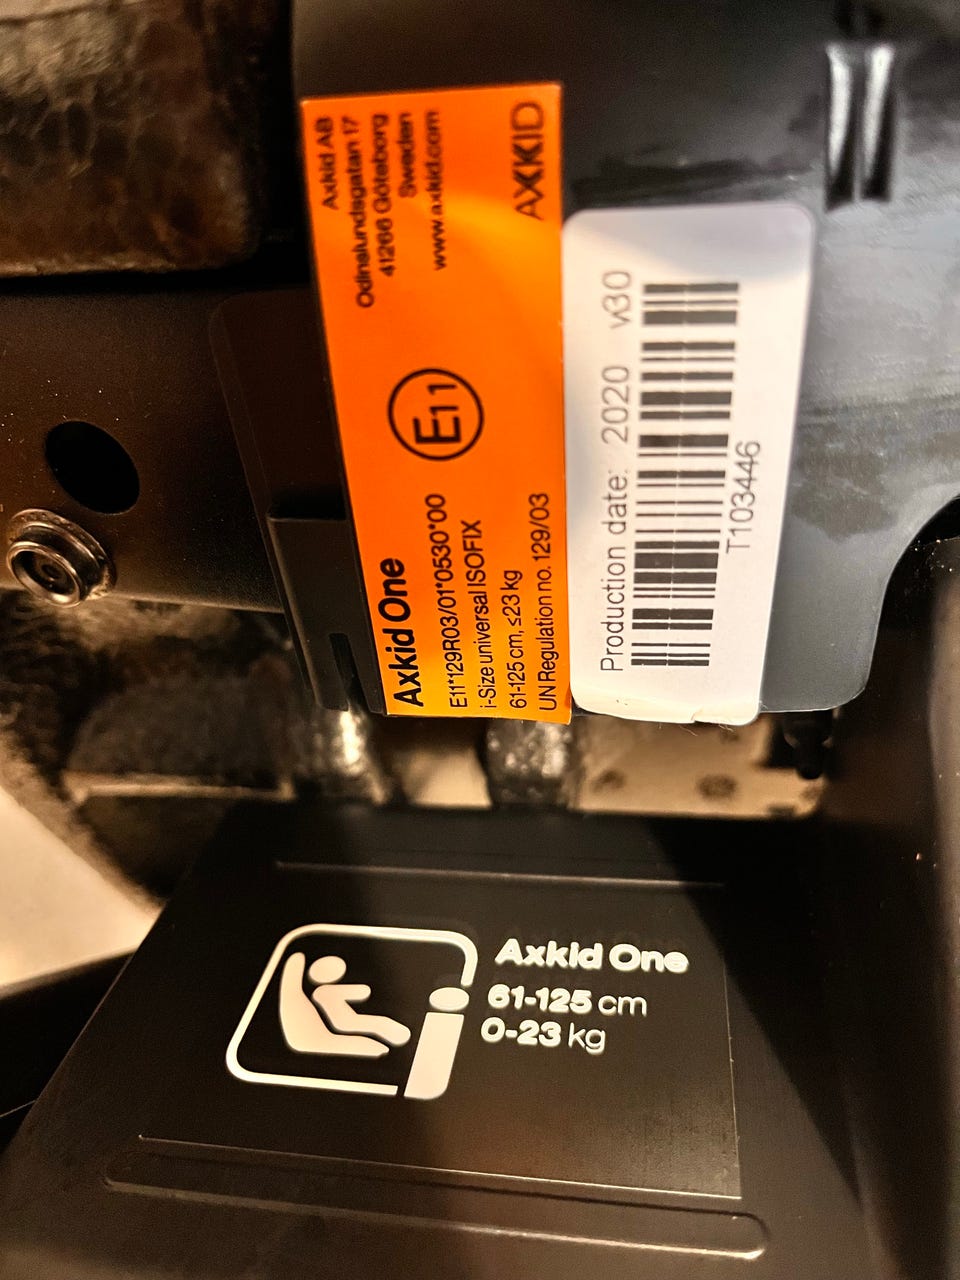 Axkid AB
Odinslundsgatan 17
41266 Göteborg
Sweden
www.axkid.com
AXKID
E11
Axkid One
E11*129R03/01*0530*00
i-Size universal ISOFIX
61-125 cm, ≤23 kg
UN Regulation no. 129/03
Production date: 2020 v30
T103446
Axkid One
61-125 cm
0-23 kg